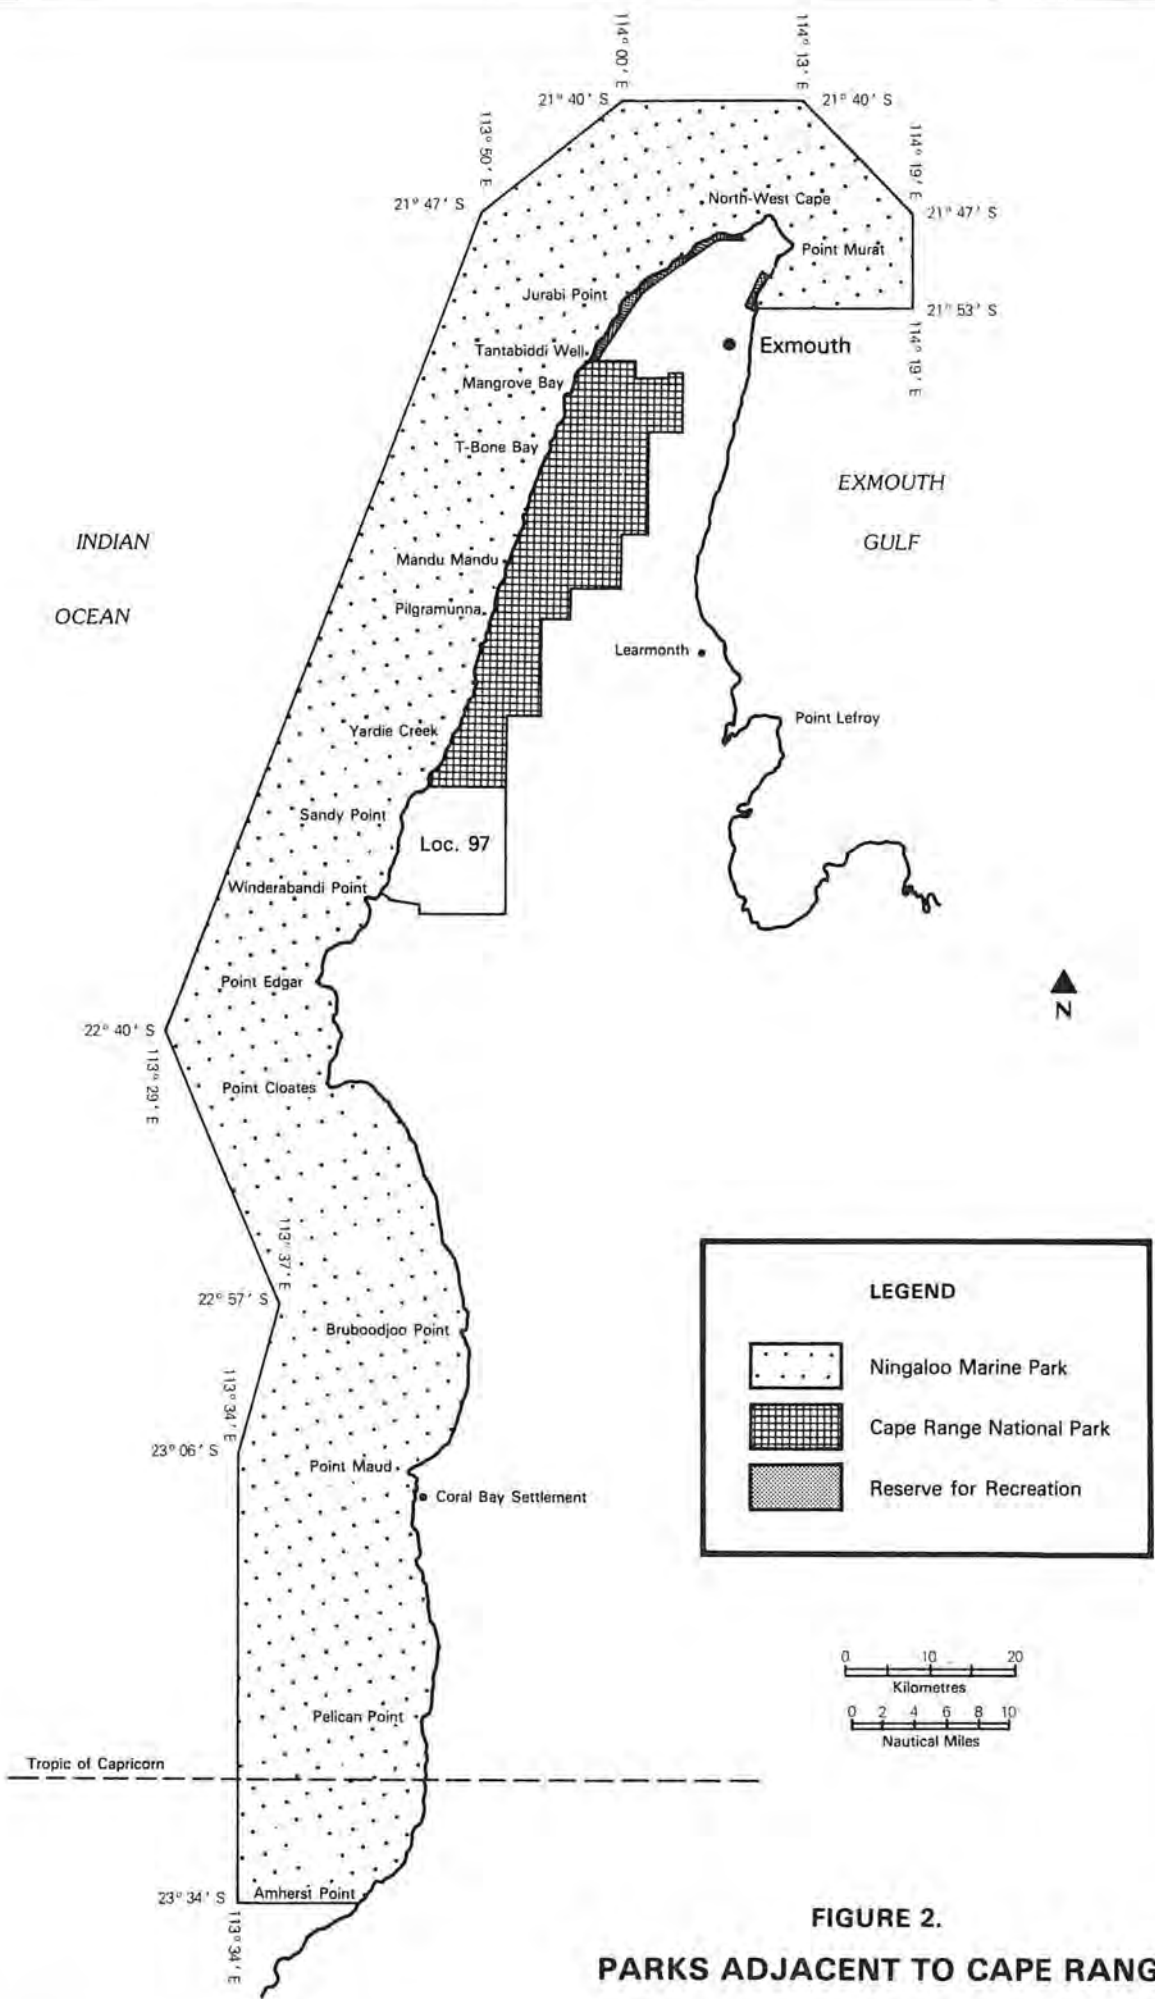 114° 00' E
114° 13' E
21° 40' S
21° 40' S
113° 50' E
114° 19' E
21° 47' S
North-West Cape
21° 47' S
Point Murat
Jurabi Point
21° 53' S
114° 19' E
Tantabiddi Well
Exmouth
Mangrove Bay
T-Bone Bay
EXMOUTH
GULF
INDIAN
OCEAN
Mandu Mandu
Pilgramunna
Learmonth
Point Lefroy
Yardie Creek
Sandy Point
Loc. 97
Winderabandi Point
Point Edgar
N
22° 40' S
113° 29' E
Point Cloates
113° 37' E
22° 57' S
Bruboodjoo Point
113° 34' E
23° 06' S
Point Maud
Coral Bay Settlement
LEGEND
Ningaloo Marine Park
Cape Range National Park
Reserve for Recreation
0 10 20
Kilometres
0 2 4 6 8 10
Nautical Miles
Pelican Point
Tropic of Capricorn
23° 34' S
Amherst Point
113° 34' E
FIGURE 2.
PARKS ADJACENT TO CAPE RANG